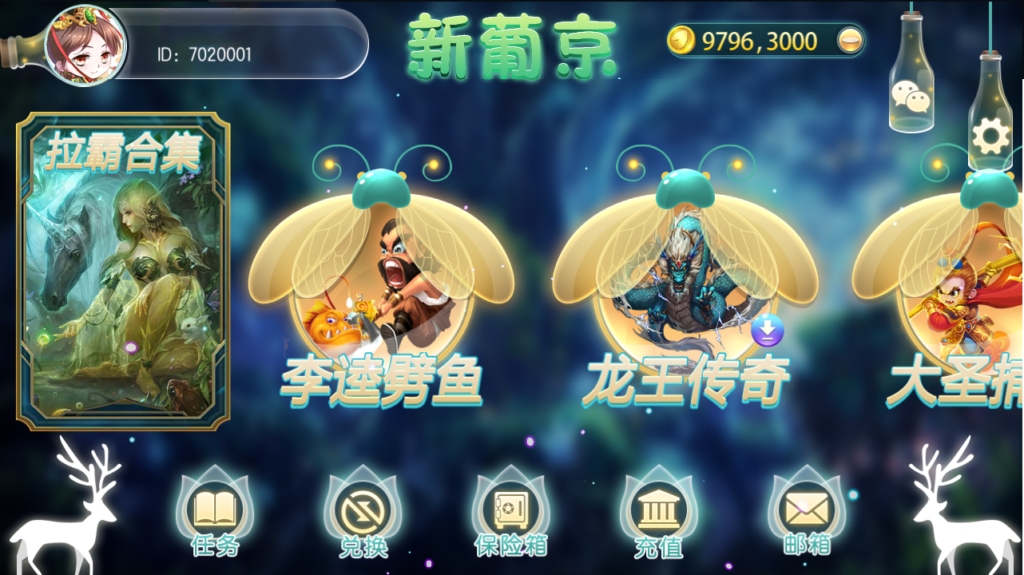 ID: 7020001
新葡京
9796,3000
拉霸合集
李逵劈鱼
龙王传奇
大圣捕
任务
兑换
保险箱
充值
邮箱